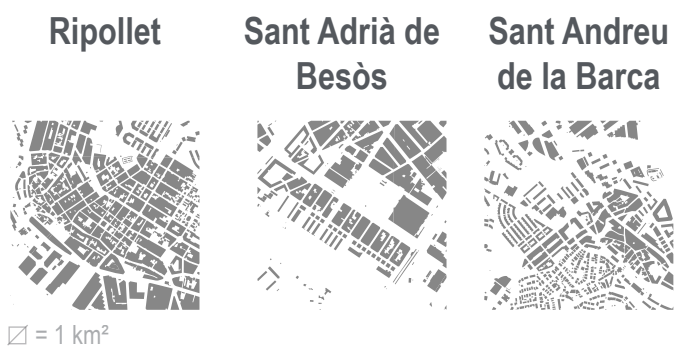 Ripollet
Sant Adrià de
Besòs
Sant Andreu
de la Barca
= 1 km²